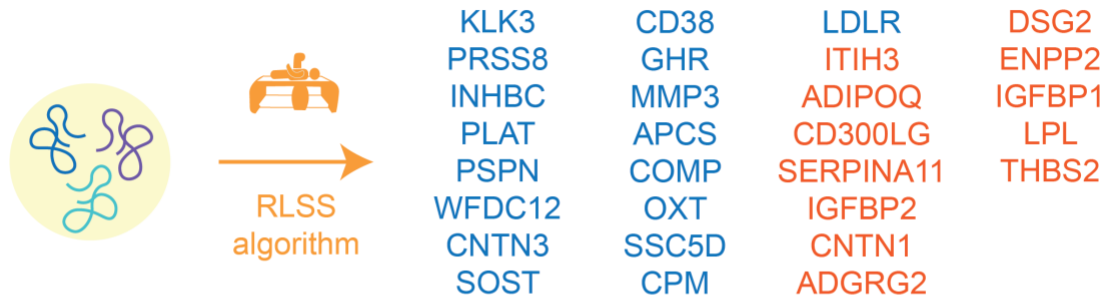 RLSS
algorithm
KLK3
PRSS8
INHBC
PLAT
PSPN
WFDC12
CNTN3
SOST
CD38
GHR
MMP3
APCS
COMP
OXT
SSC5D
CPM
LDLR
ITIH3
ADIPOQ
CD300LG
SERPINA11
IGFBP2
CNTN1
ADGRG2
DSG2
ENPP2
IGFBP1
LPL
THBS2